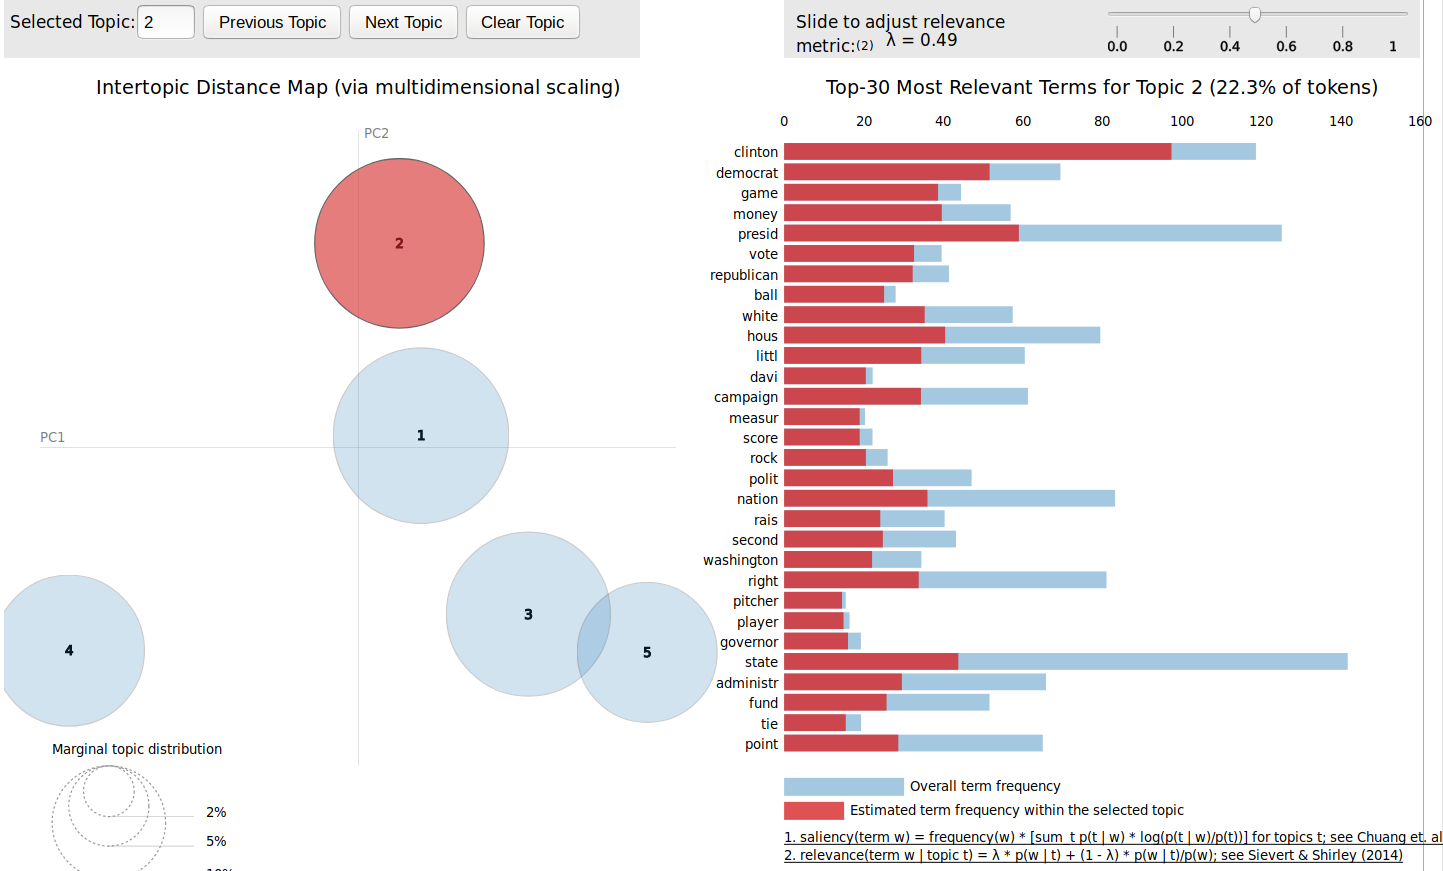 Selected Topic: 2 Previous Topic Next Topic Clear Topic
Slide to adjust relevance
metric:(2) λ = 0.49
0.0 0.2 0.4 0.6 0.8 1
Intertopic Distance Map (via multidimensional scaling)
PC2
PC1
2
1
3
4
5
Marginal topic distribution
2%
5%
Top-30 Most Relevant Terms for Topic 2 (22.3% of tokens)
0 20 40 60 80 100 120 140 160
clinton
democrat
game
money
presid
vote
republican
ball
white
hous
littl
davi
campaign
measur
score
rock
polit
nation
rais
second
washington
right
pitcher
player
governor
state
administr
fund
tie
point
Overall term frequency
Estimated term frequency within the selected topic
1. saliency(term w) = frequency(w) * [sum_t p(t | w) * log(p(t | w)/p(t))] for topics t; see Chuang et. al
2. relevance(term w | topic t) = λ * p(w | t) + (1 - λ) * p(w | t)/p(w); see Sievert & Shirley (2014)